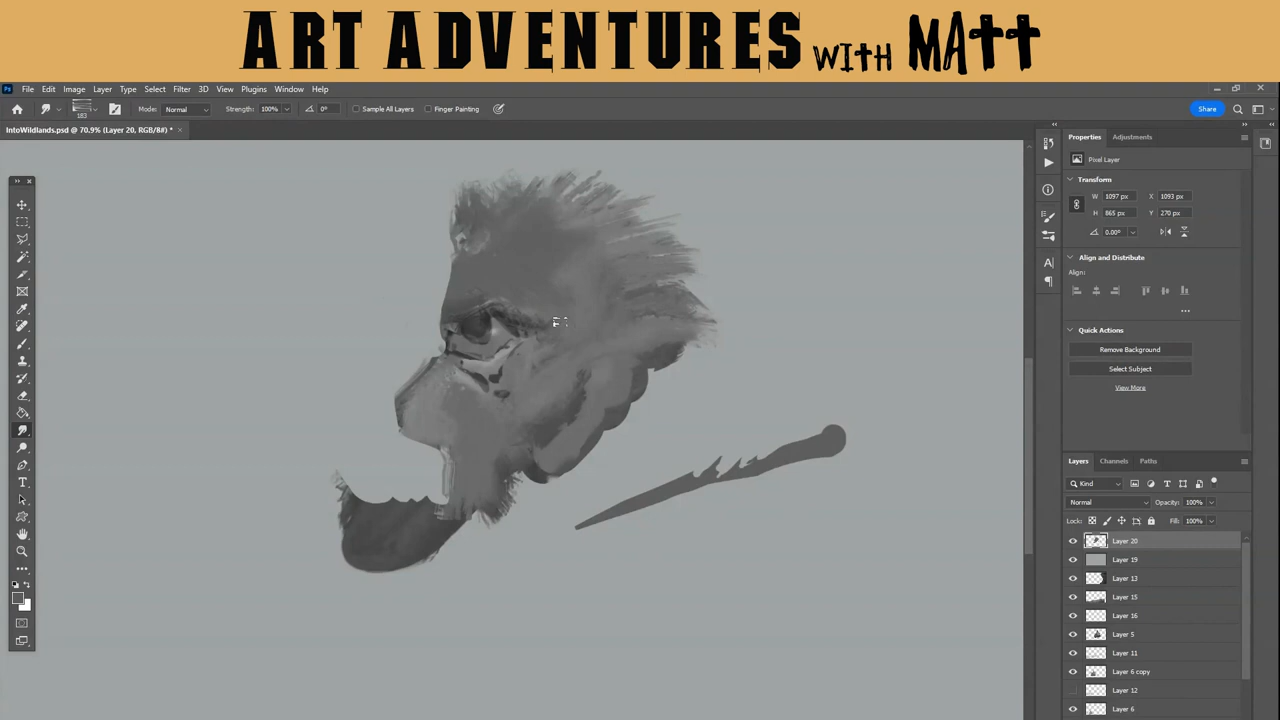 ART ADVENTURES WITH MATT
Ps File Edit Image Layer Type Select Filter 3D View Plugins Window Help
183 Mode: Normal Strength: 100% 0° Sample All Layers Finger Painting Share
IntoWildlands.psd @ 70.9% (Layer 20, RGB/8#) * ×
Properties Adjustments
Pixel Layer
Transform
W 1097 px X 1093 px
H 865 px Y 270 px
0.00°
Align and Distribute
Align:
Quick Actions
Remove Background
Select Subject
View More
Layers Channels Paths
Kind
Normal Opacity: 100%
Lock: Fill: 100%
Layer 20
Layer 19
Layer 13
Layer 15
Layer 16
Layer 5
Layer 11
Layer 6 copy
Layer 12
Layer 6